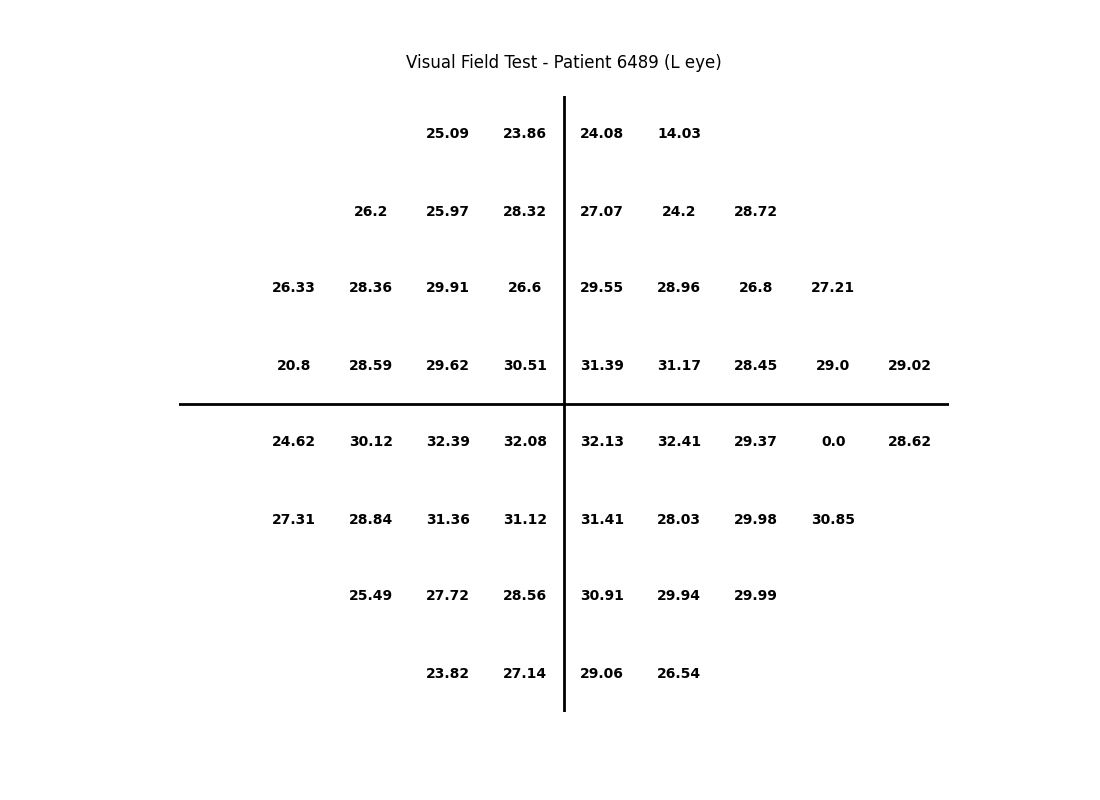 Visual Field Test - Patient 6489 (L eye)
25.09 23.86 24.08 14.03
26.2 25.97 28.32 27.07 24.2 28.72
26.33 28.36 29.91 26.6 29.55 28.96 26.8 27.21
20.8 28.59 29.62 30.51 31.39 31.17 28.45 29.0 29.02
24.62 30.12 32.39 32.08 32.13 32.41 29.37 0.0 28.62
27.31 28.84 31.36 31.12 31.41 28.03 29.98 30.85
25.49 27.72 28.56 30.91 29.94 29.99
23.82 27.14 29.06 26.54